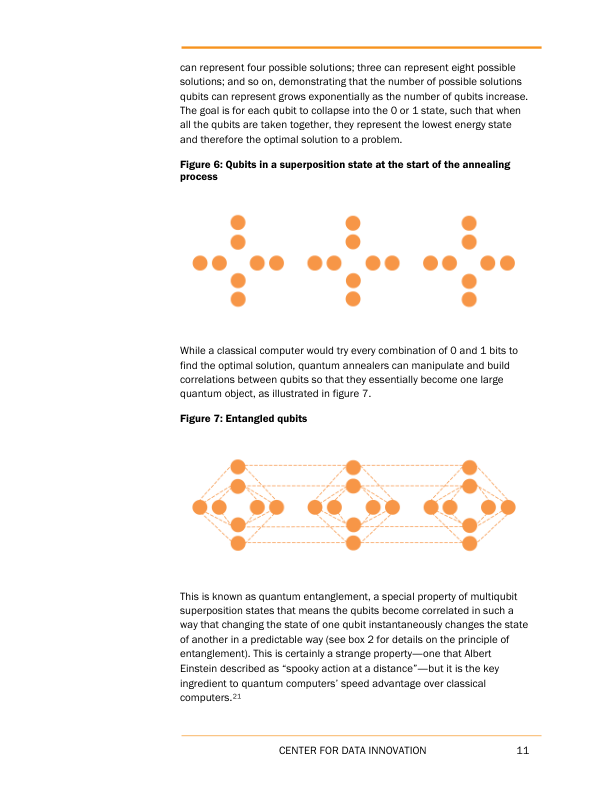 can represent four possible solutions; three can represent eight possible
solutions; and so on, demonstrating that the number of possible solutions
qubits can represent grows exponentially as the number of qubits increase.
The goal is for each qubit to collapse into the 0 or 1 state, such that when
all the qubits are taken together, they represent the lowest energy state
and therefore the optimal solution to a problem.
Figure 6: Qubits in a superposition state at the start of the annealing
process
While a classical computer would try every combination of 0 and 1 bits to
find the optimal solution, quantum annealers can manipulate and build
correlations between qubits so that they essentially become one large
quantum object, as illustrated in figure 7.
Figure 7: Entangled qubits
This is known as quantum entanglement, a special property of multiqubit
superposition states that means the qubits become correlated in such a
way that changing the state of one qubit instantaneously changes the state
of another in a predictable way (see box 2 for details on the principle of
entanglement). This is certainly a strange property—one that Albert
Einstein described as “spooky action at a distance”—but it is the key
ingredient to quantum computers’ speed advantage over classical
computers.21
CENTER FOR DATA INNOVATION 11